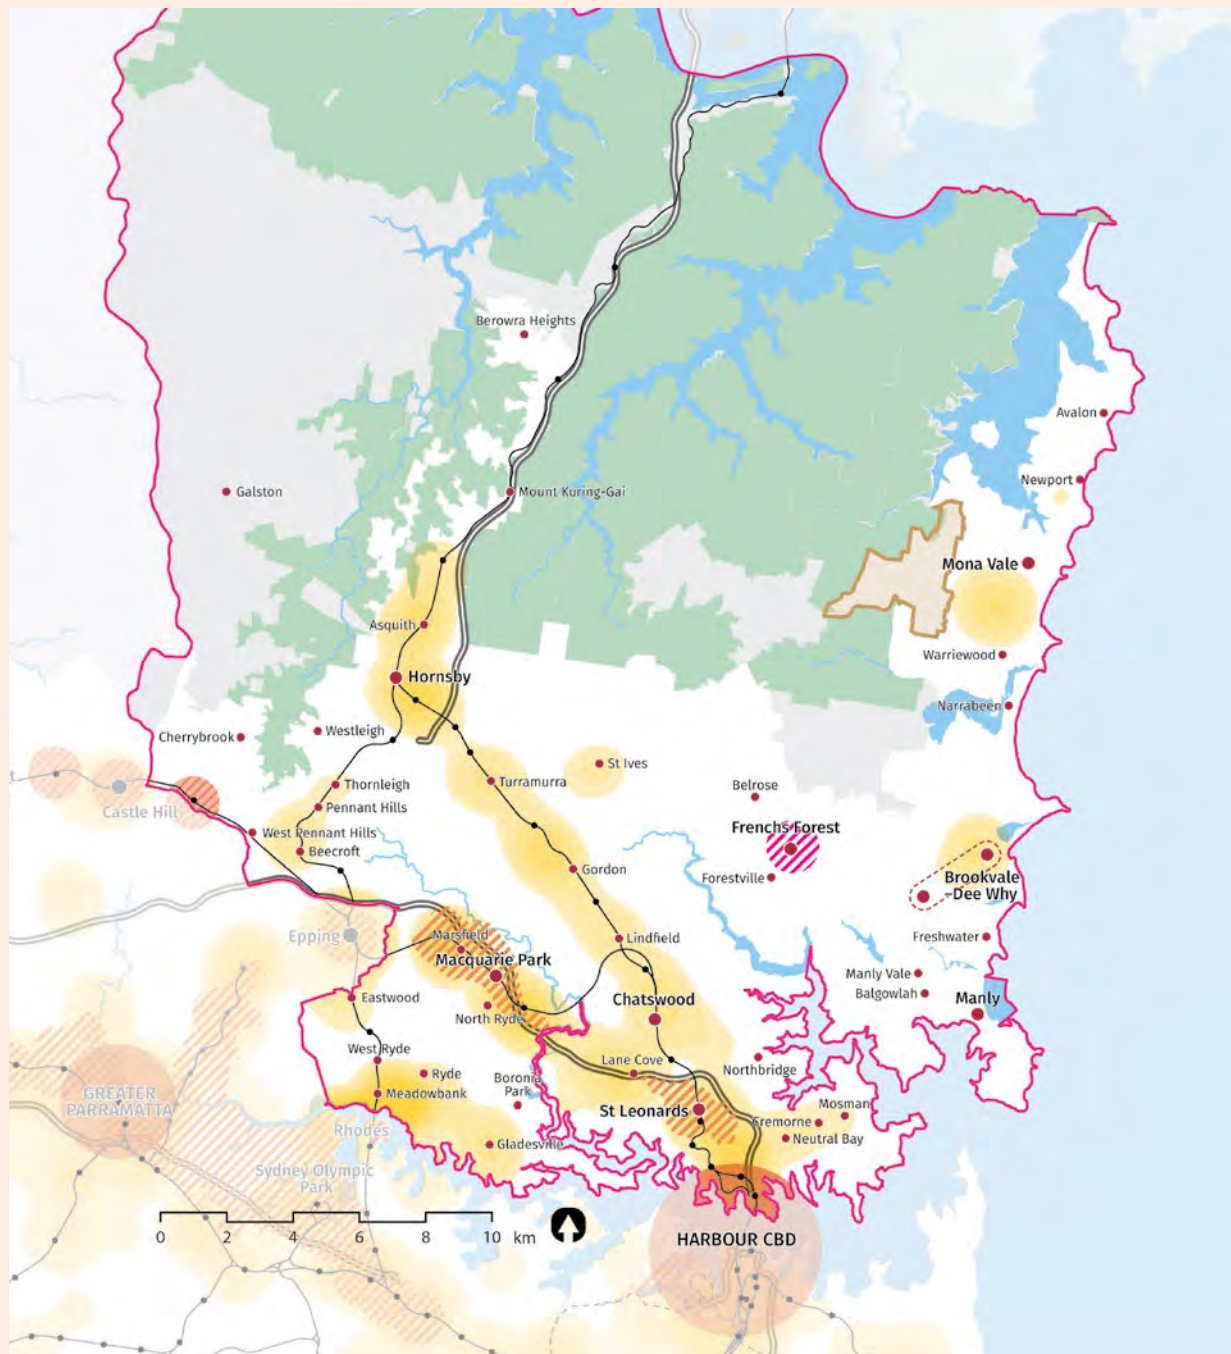 Berowra Heights
Avalon
Newport
Galston
Mount Kuring-Gai
Mona Vale
Asquith
Warriewood
Hornsby
Narrabeen
Westleigh
Cherrybrook
St Ives
Turramurra
Thornleigh
Belrose
Castle Hill
Pennant Hills
West Pennant Hills
Frenchs Forest
Beecroft
Gordon
Forestville
Brookvale
–Dee Why
Epping
Marsfield
Lindfield
Freshwater
Macquarie Park
Manly Vale
Balgowlah
Eastwood
Chatswood
Manly
North Ryde
West Ryde
Lane Cove
Northbridge
Ryde
Boronia
Park
GREATER
PARRAMATTA
Meadowbank
St Leonards
Mosman
Cremorne
Rhodes
Gladesville
Neutral Bay
Sydney Olympic
Park
0 2 4 6 8 10 km
HARBOUR CBD